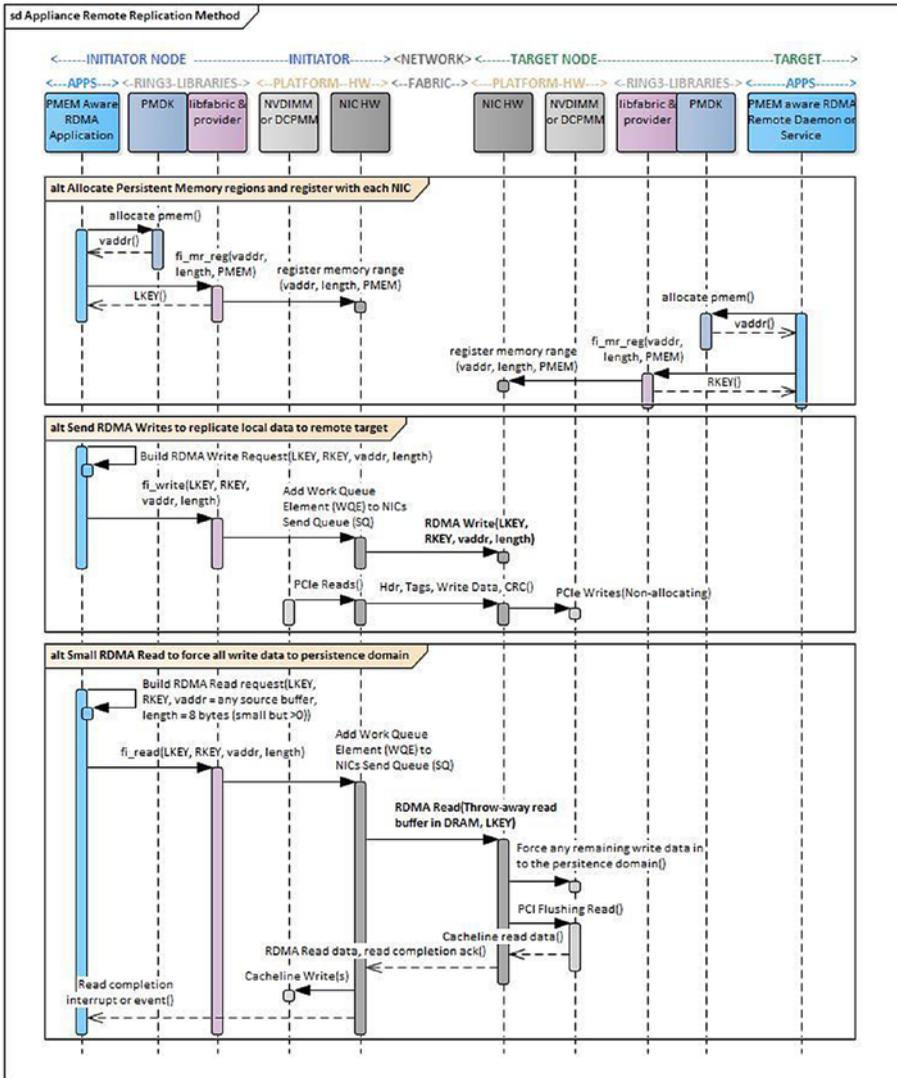 sd Appliance Remote Replication Method
<------INITIATOR NODE -------------------- INITIATOR ------> <NETWORK> <---------TARGET NODE---------------------------TARGET------>
<---APPS---> <-RING3-LIBRARIES-> <-PLATFORM--HW--> <--FABRIC--> <-PLATFORM-HW-> <-RING3-LIBRARIES-> <---APPS--->
PMEM Aware
RDMA
Application
PMDK
libfabric &
provider
NVDIMM
or DCPMM
NIC HW
NIC HW
NVDIMM
or DCPMM
libfabric &
provider
PMDK
PMEM aware RDMA
Remote Daemon or
Service
alt Allocate Persistent Memory regions and register with each NIC
allocate pmem()
vaddr()
fi_mr_reg(vaddr,
length, PMEM)
LKEY()
register memory range
(vaddr, length, PMEM)
allocate pmem()
vaddr()
fi_mr_reg(vaddr,
length, PMEM)
register memory range
(vaddr, length, PMEM)
RKEY()
alt Send RDMA Writes to replicate local data to remote target
Build RDMA Write Request(LKEY, RKEY, vaddr, length)
fi_write(LKEY, RKEY,
vaddr, length)
Add Work Queue
Element (WQE) to NICs
Send Queue (SQ)
RDMA Write(LKEY,
RKEY, vaddr, length)
PCIe Reads()
Hdr, Tags, Write Data, CRC()
PCIe Writes(Non-allocating)
alt Small RDMA Read to force all write data to persistence domain
Build RDMA Read request(LKEY,
RKEY, vaddr = any source buffer,
length = 8 bytes (small but >0))
fi_read(LKEY, RKEY, vaddr, length)
Add Work Queue
Element (WQE) to
NICs Send Queue (SQ)
RDMA Read(Throw-away read
buffer in DRAM, LKEY)
Force any remaining write data in
to the persitence domain()
PCI Flushing Read()
Cacheline read data()
RDMA Read data, read completion ack()
Cacheline Write(s)
Read completion
interrupt or event()